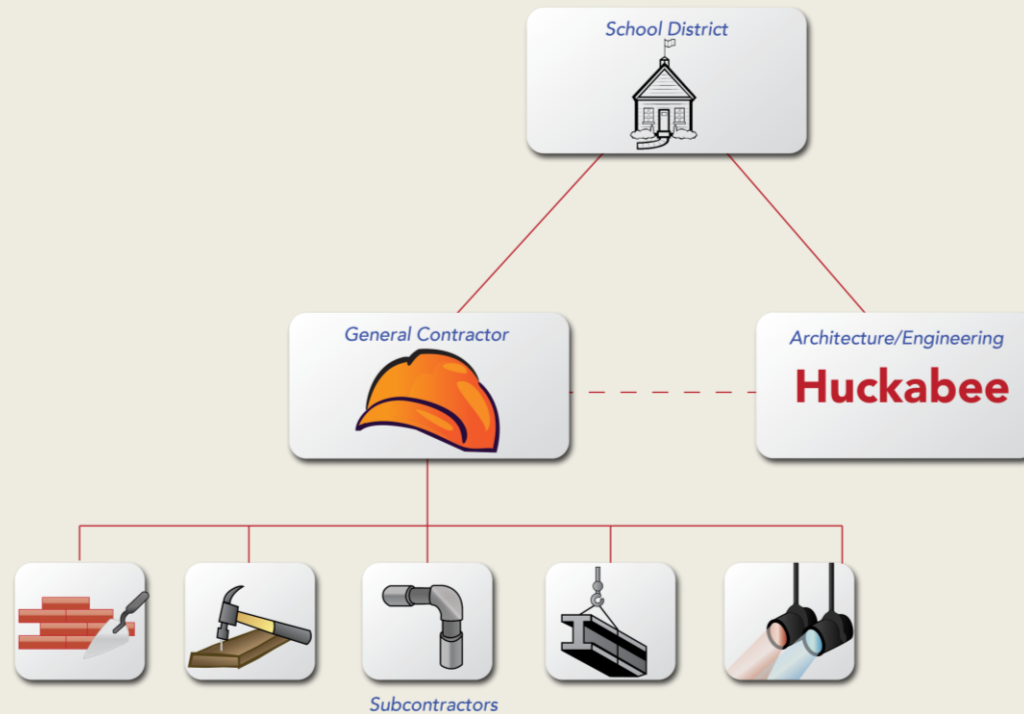 School District
General Contractor
Architecture/Engineering
Huckabee
Subcontractors